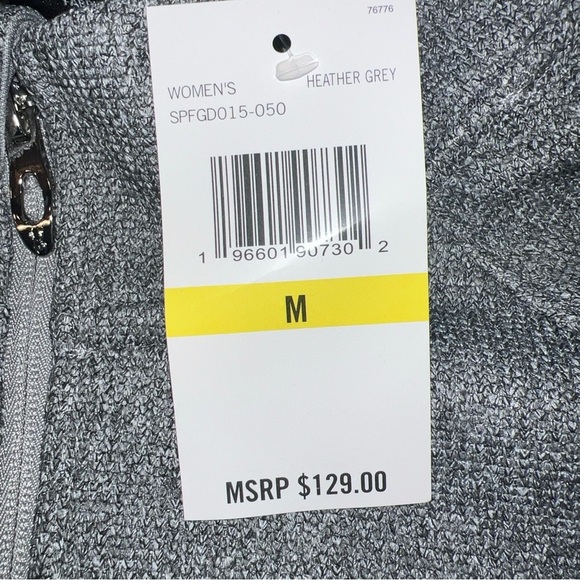 76776
WOMEN'S HEATHER GREY
SPFGD015-050
1 96601 90730 2
M
MSRP $129.00